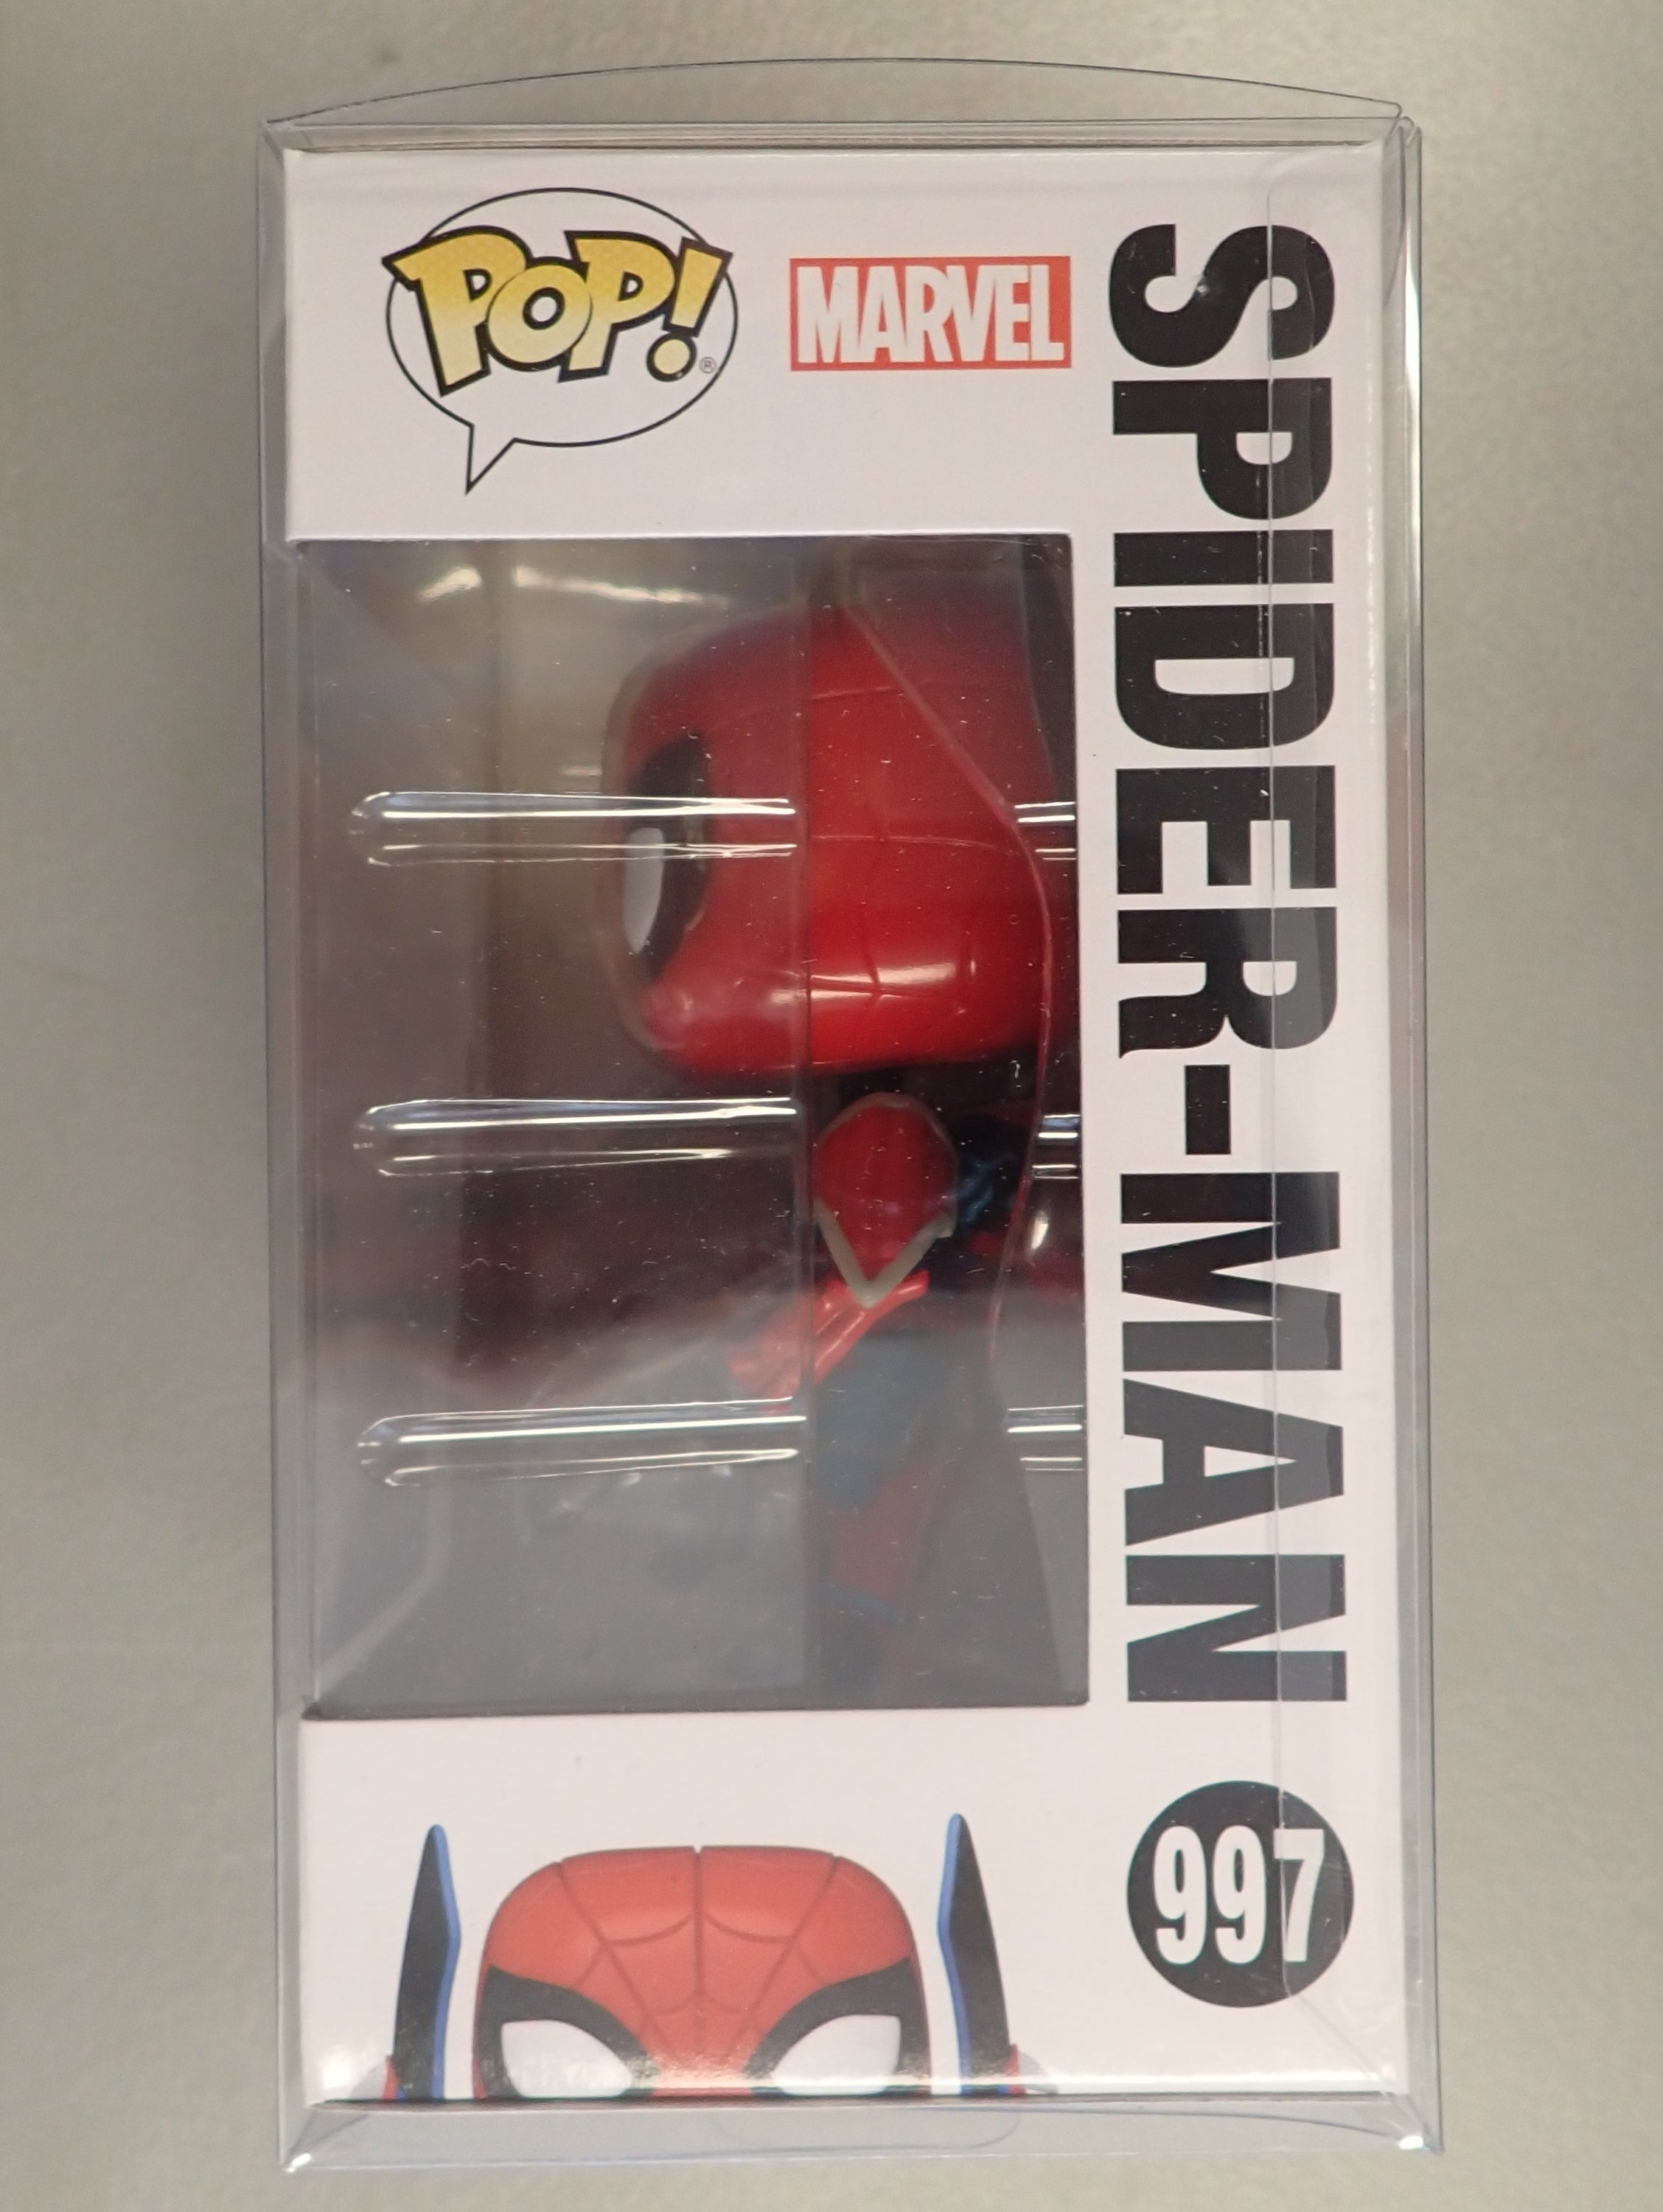 POP!®
MARVEL
SPIDER-MAN
997